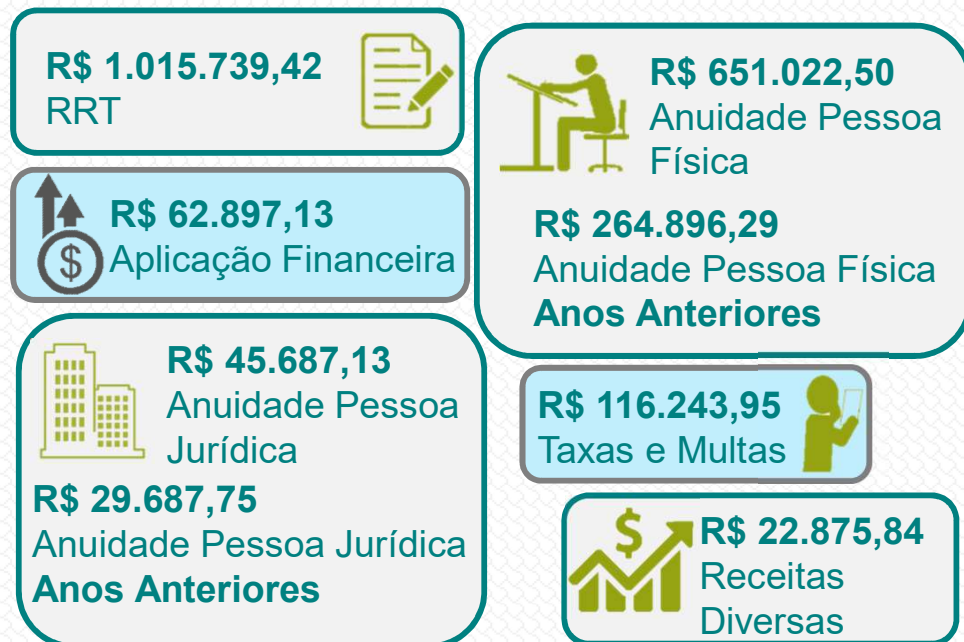 R$ 1.015.739,42
RRT
R$ 62.897,13
Aplicação Financeira
R$ 45.687,13
Anuidade Pessoa
Jurídica
R$ 29.687,75
Anuidade Pessoa Jurídica
Anos Anteriores
R$ 651.022,50
Anuidade Pessoa
Física
R$ 264.896,29
Anuidade Pessoa Física
Anos Anteriores
R$ 116.243,95
Taxas e Multas
R$ 22.875,84
Receitas
Diversas